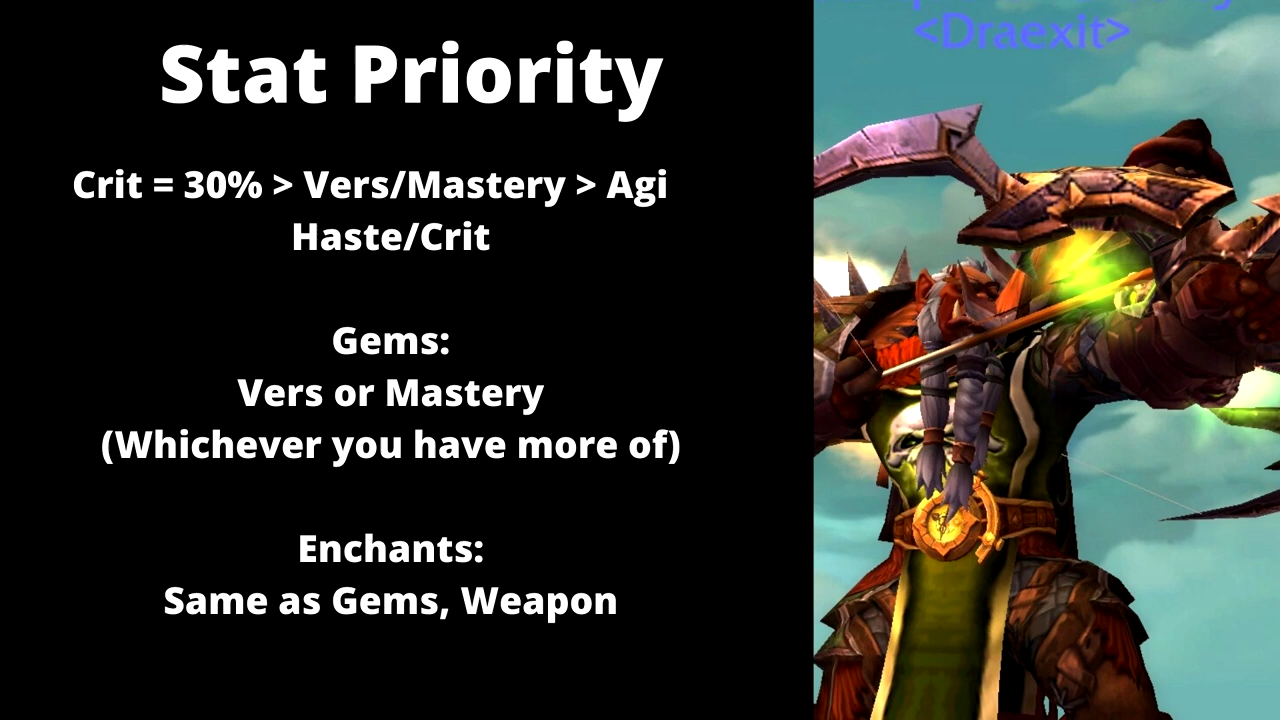 <Draexit>
Stat Priority
Crit = 30% > Vers/Mastery > Agi
Haste/Crit
Gems:
Vers or Mastery
(Whichever you have more of)
Enchants:
Same as Gems, Weapon